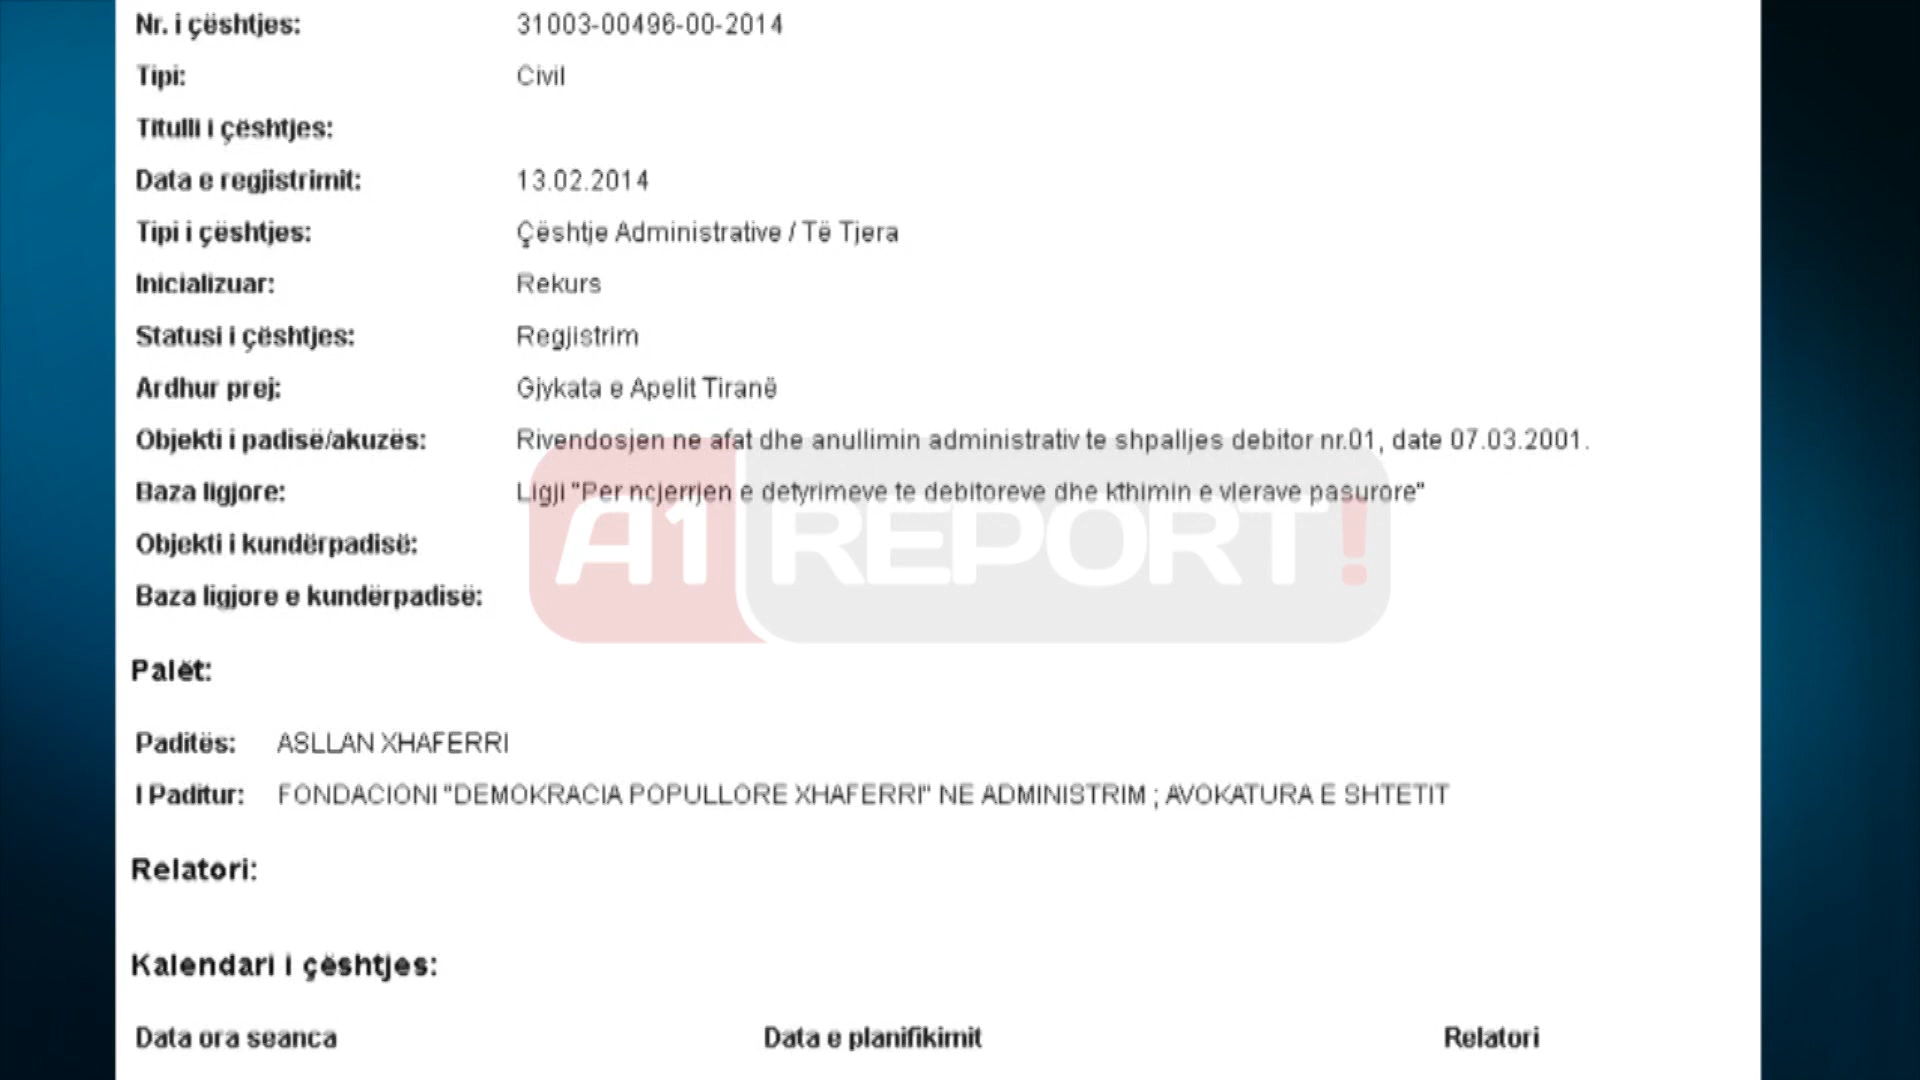 Nr. i çështjes: 31003-00496-00-2014
Tipi: Civil
Titulli i çështjes:
Data e regjistrimit: 13.02.2014
Tipi i çështjes: Çështje Administrative / Të Tjera
Inicializuar: Rekurs
Statusi i çështjes: Regjistrim
Ardhur prej: Gjykata e Apelit Tiranë
Objekti i padisë/akuzës: Rivendosjen ne afat dhe anullimin administrativ te shpalljes debitor nr.01, date 07.03.2001.
Baza ligjore: Ligji "Per ncjerrjen e detyrimeve te debitoreve dhe kthimin e vlerave pasurore"
A1 REPORT!
Objekti i kundërpadisë:
Baza ligjore e kundërpadisë:
Palët:
Paditës: ASLLAN XHAFERRI
I Paditur: FONDACIONI "DEMOKRACIA POPULLORE XHAFERRI" NE ADMINISTRIM ; AVOKATURA E SHTETIT
Relatori:
Kalendari i çështjes:
Data ora seanca Data e planifikimit Relatori